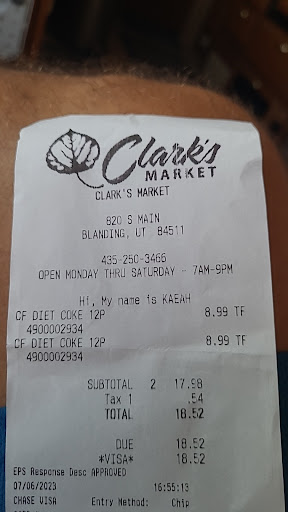 Clark's
MARKET
CLARK'S MARKET
820 S MAIN
BLANDING, UT 84511
435-250-3466
OPEN MONDAY THRU SATURDAY - 7AM-9PM
Hi, My name is KAEAH
CF DIET COKE 12P 8.99 TF
4900002934
CF DIET COKE 12P 8.99 TF
4900002934
SUBTOTAL 2 17.98
Tax 1 .54
TOTAL 18.52
DUE 18.52
*VISA* 18.52
EPS Response Desc APPROVED
07/06/2023 16:55:13
CHASE VISA Entry Method: Chip